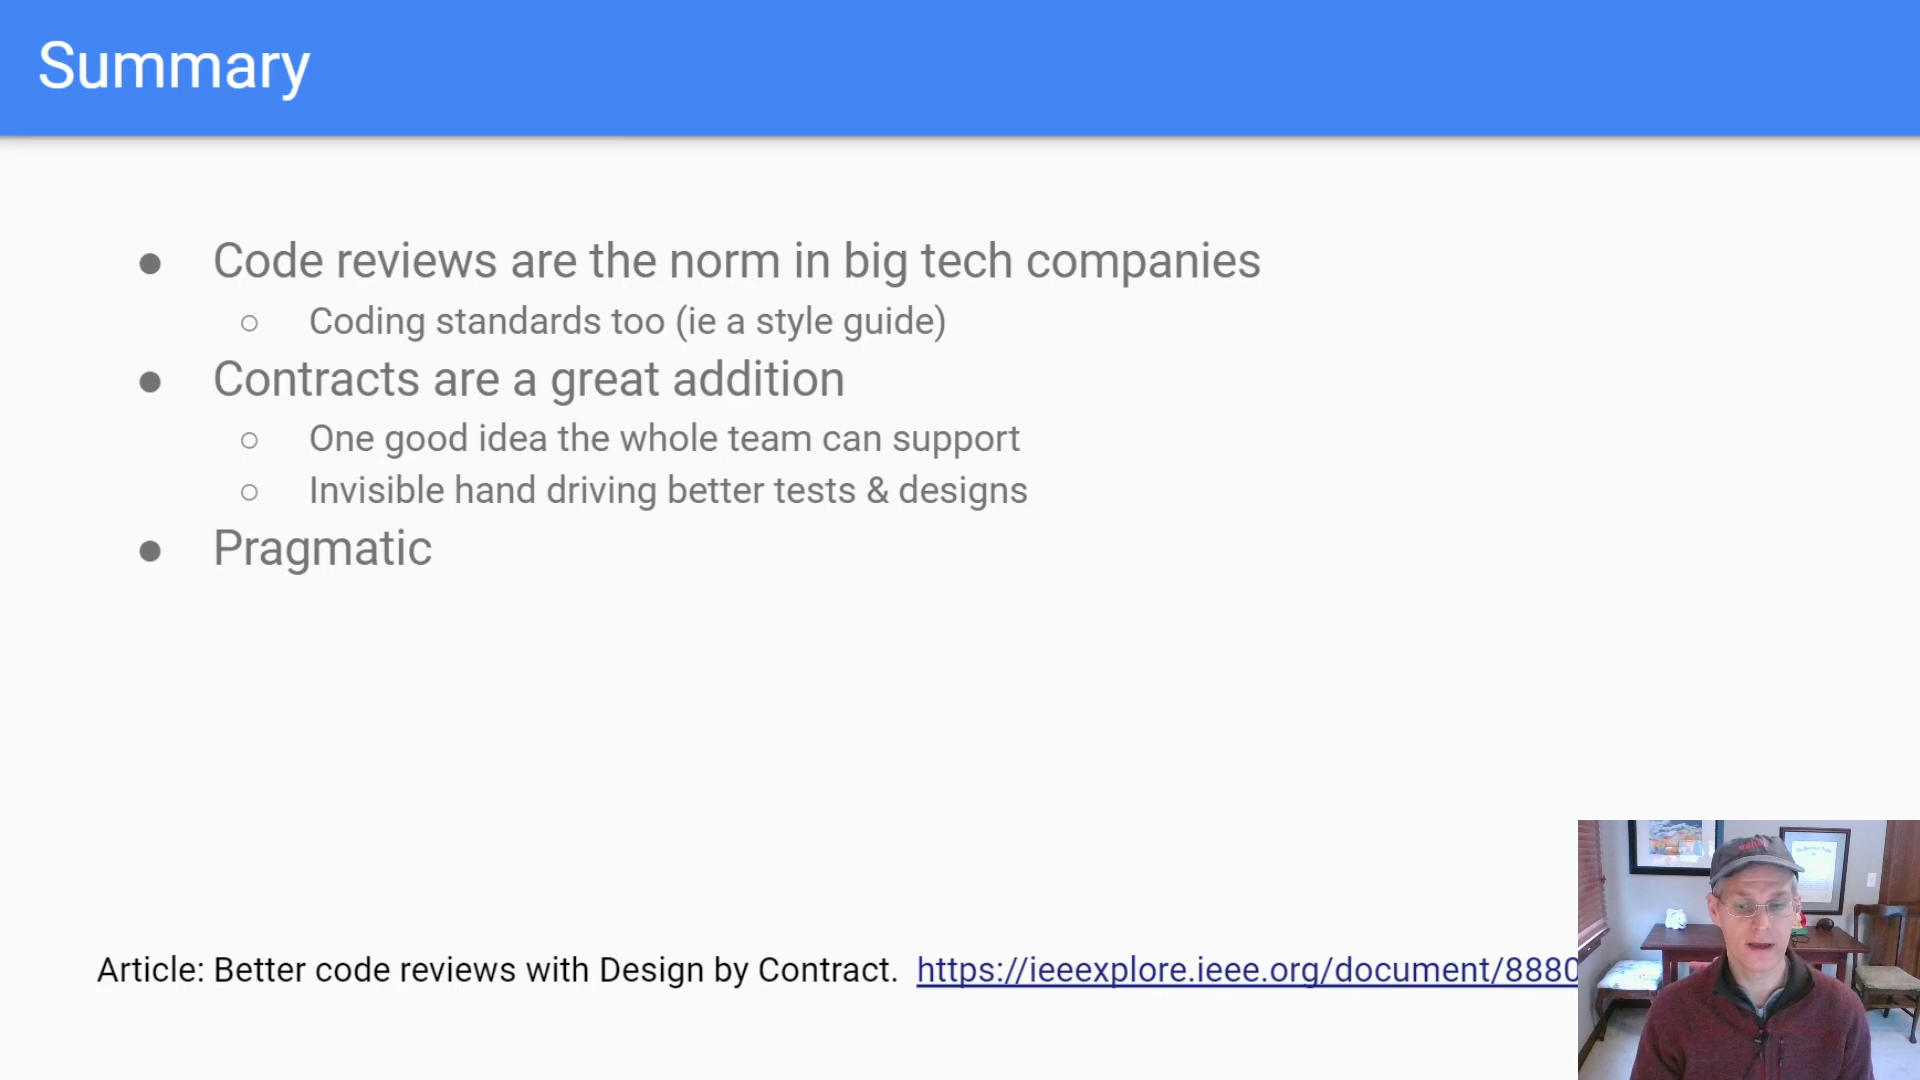 Summary
● Code reviews are the norm in big tech companies
○ Coding standards too (ie a style guide)
● Contracts are a great addition
○ One good idea the whole team can support
○ Invisible hand driving better tests & designs
● Pragmatic
Article: Better code reviews with Design by Contract. https://ieeexplore.ieee.org/document/8880